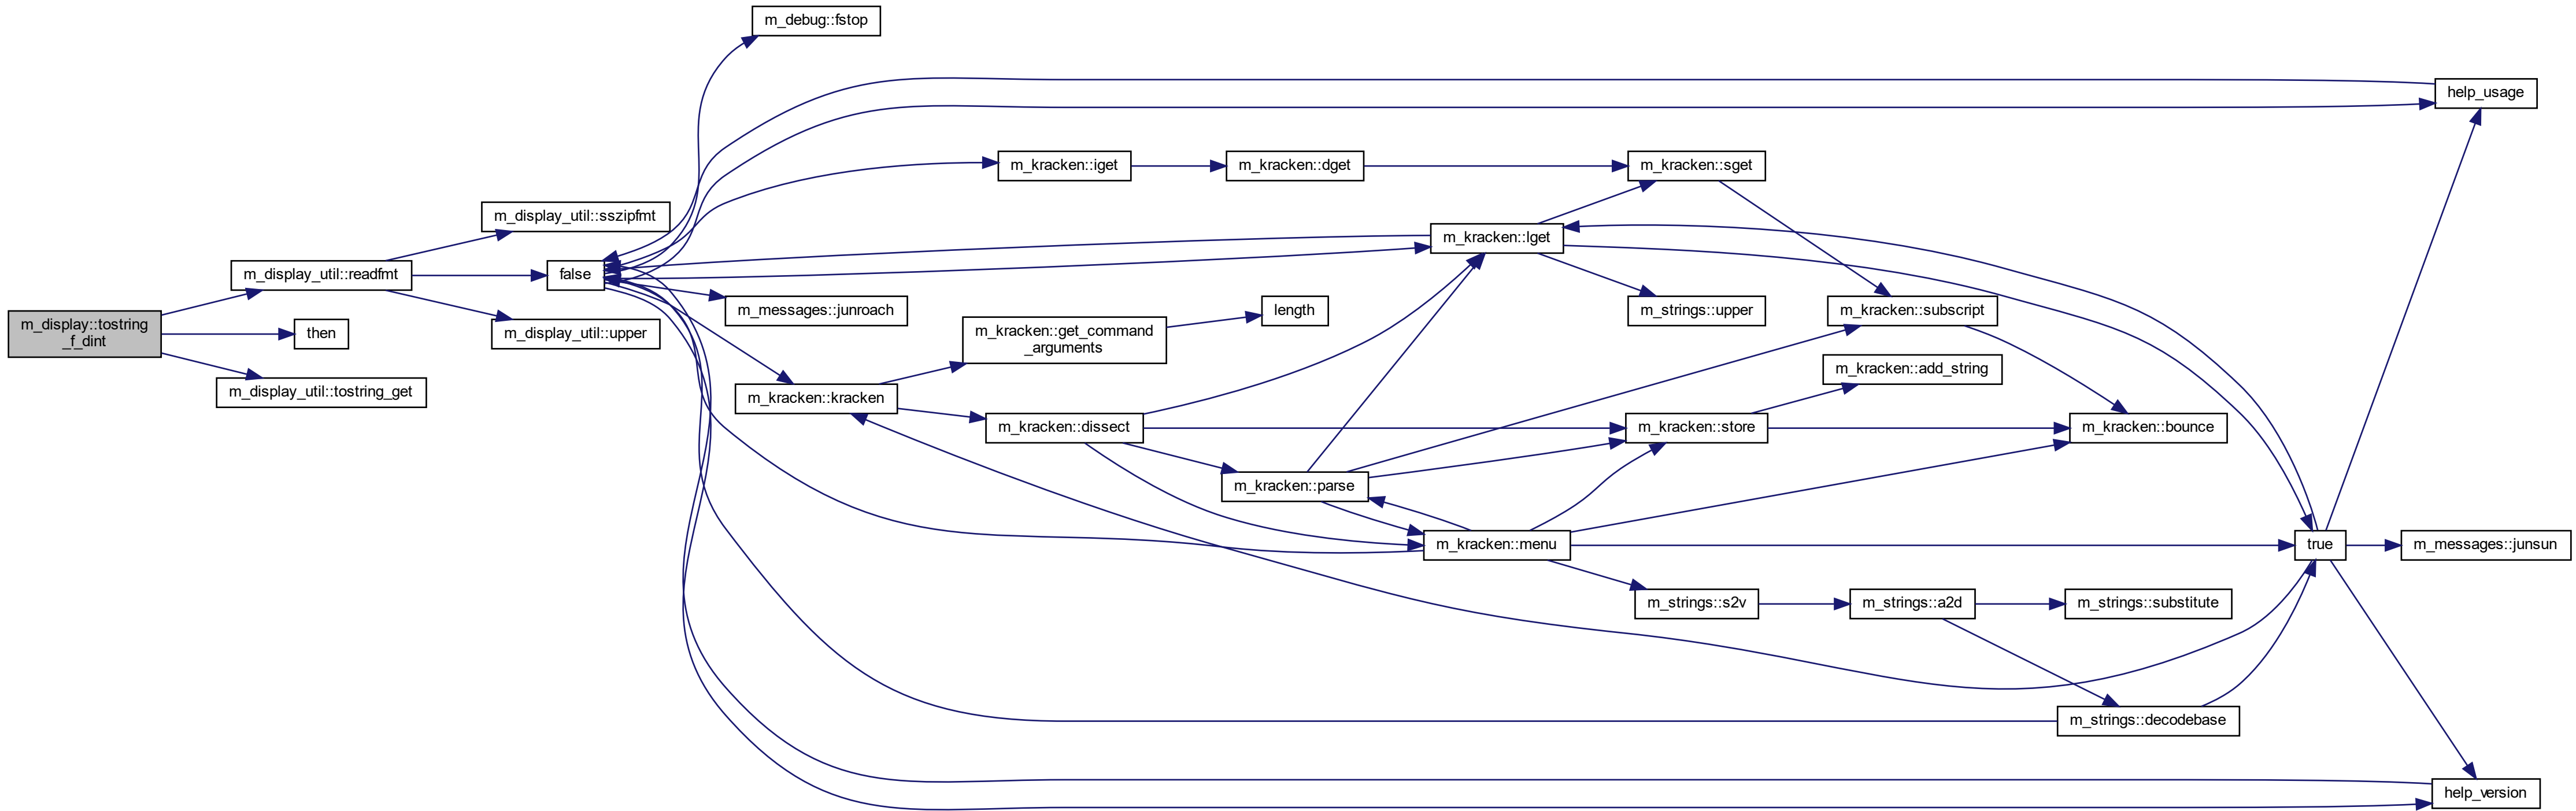 m_debug::fstop
help_usage
m_kracken::iget
m_kracken::dget
m_kracken::sget
m_display_util::sszipfmt
m_kracken::lget
m_display_util::readfmt
false
m_messages::junroach
m_kracken::get_command
_arguments
length
m_strings::upper
m_kracken::subscript
m_display::tostring
_f_dint
then
m_display_util::upper
m_display_util::tostring_get
m_kracken::kracken
m_kracken::add_string
m_kracken::dissect
m_kracken::store
m_kracken::bounce
m_kracken::parse
m_kracken::menu
true
m_messages::junsun
m_strings::s2v
m_strings::a2d
m_strings::substitute
m_strings::decodebase
help_version